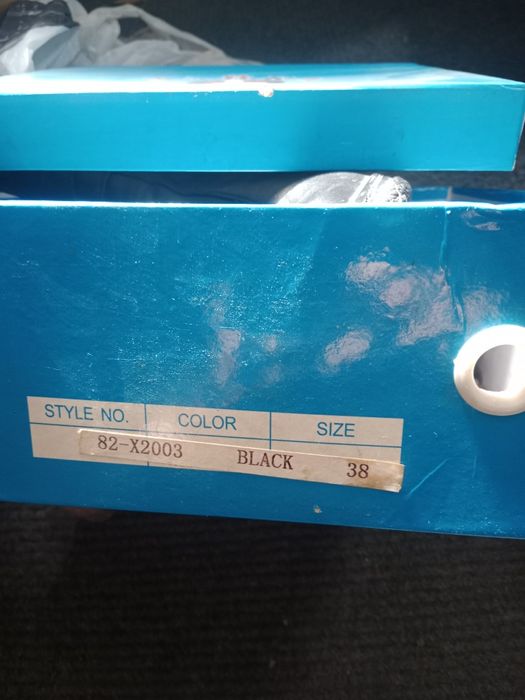 STYLE NO. COLOR SIZE
82-X2003 BLACK 38